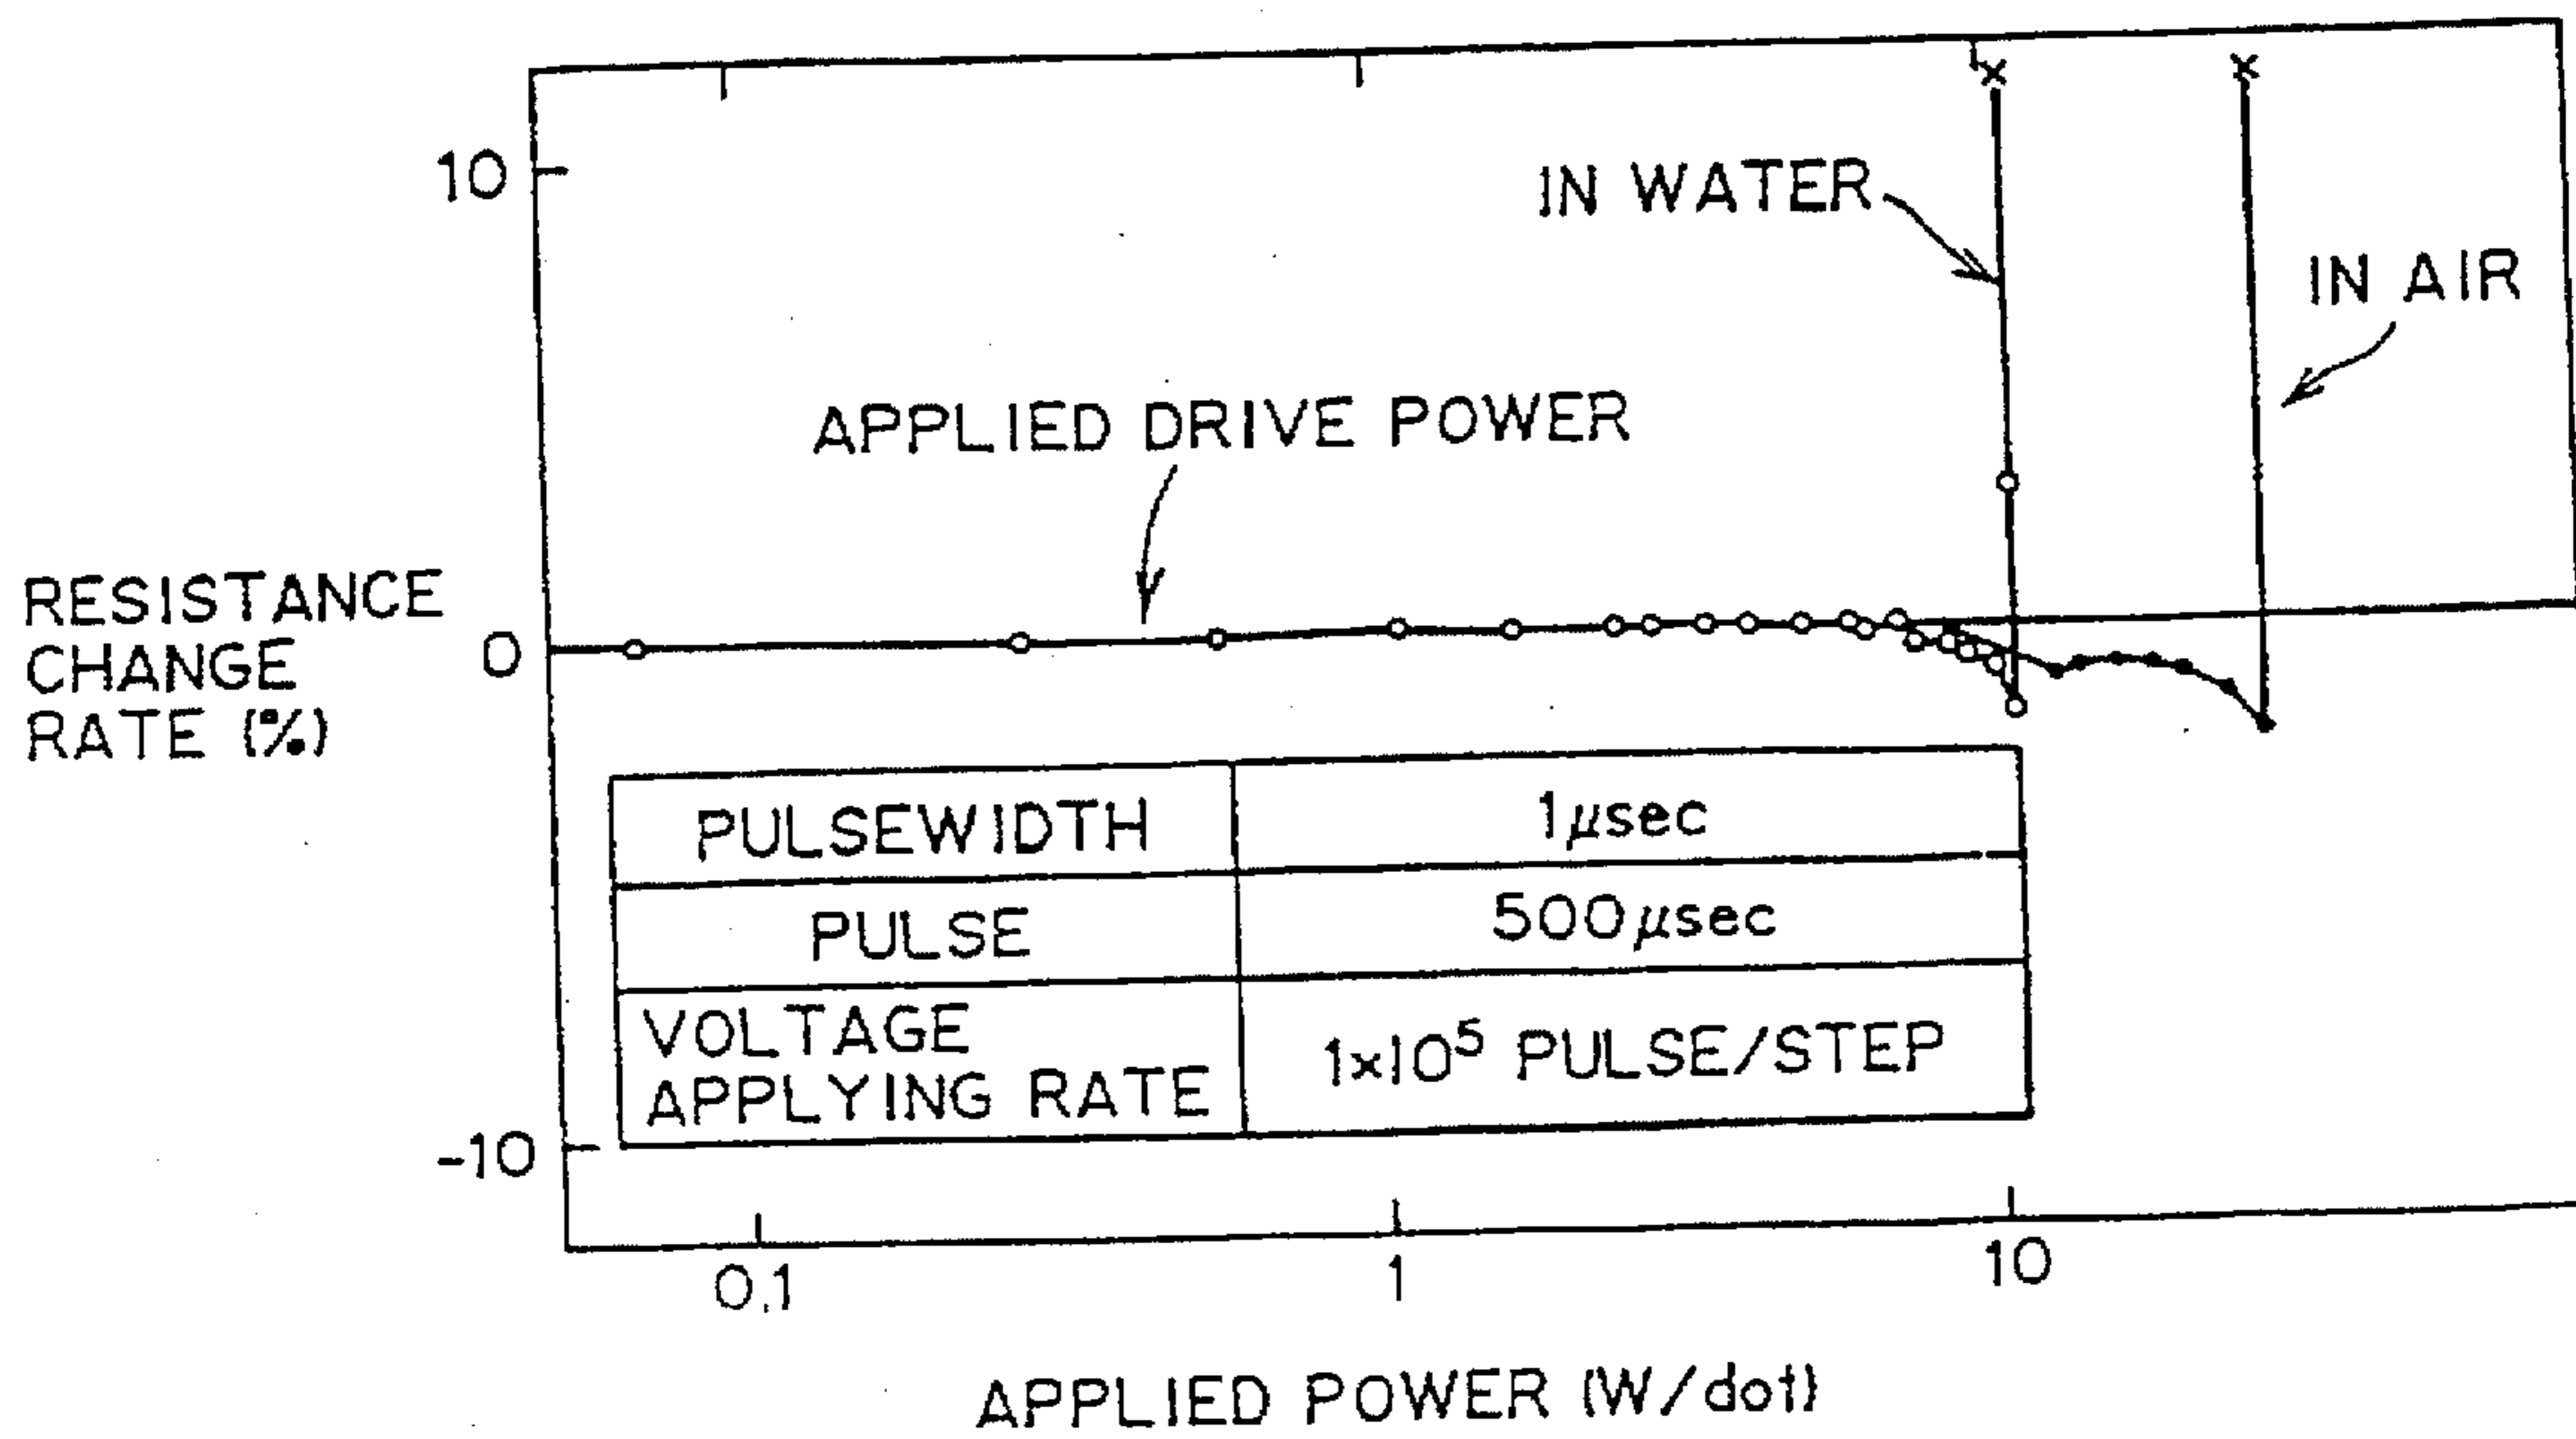 10
IN WATER
IN AIR
APPLIED DRIVE POWER
RESISTANCE
CHANGE
RATE (%)
0
PULSEWIDTH 1μsec
PULSE 500μsec
VOLTAGE
APPLYING RATE 1×10⁵ PULSE/STEP
-10
0.1 1 10
APPLIED POWER (W/dot)